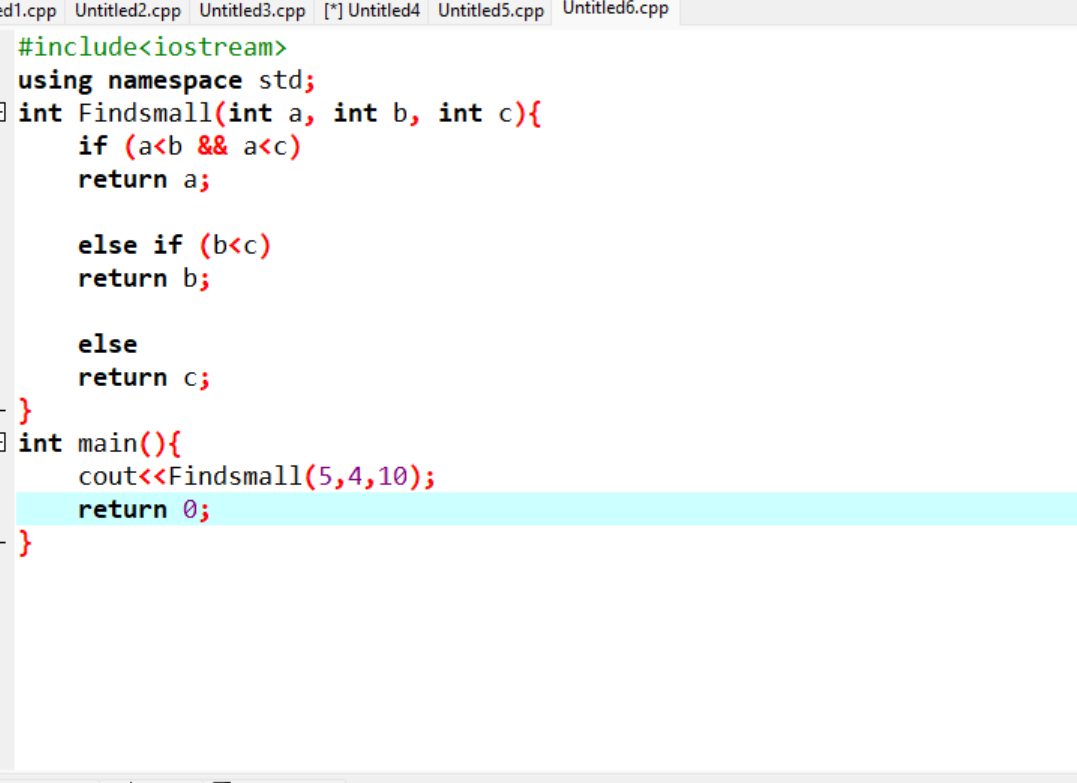 ed1.cpp Untitled2.cpp Untitled3.cpp [*] Untitled4 Untitled5.cpp Untitled6.cpp
#include<iostream>
using namespace std;
int Findsmall(int a, int b, int c){
if (a<b && a<c)
return a;
else if (b<c)
return b;
else
return c;
}
int main(){
cout<<Findsmall(5,4,10);
return 0;
}